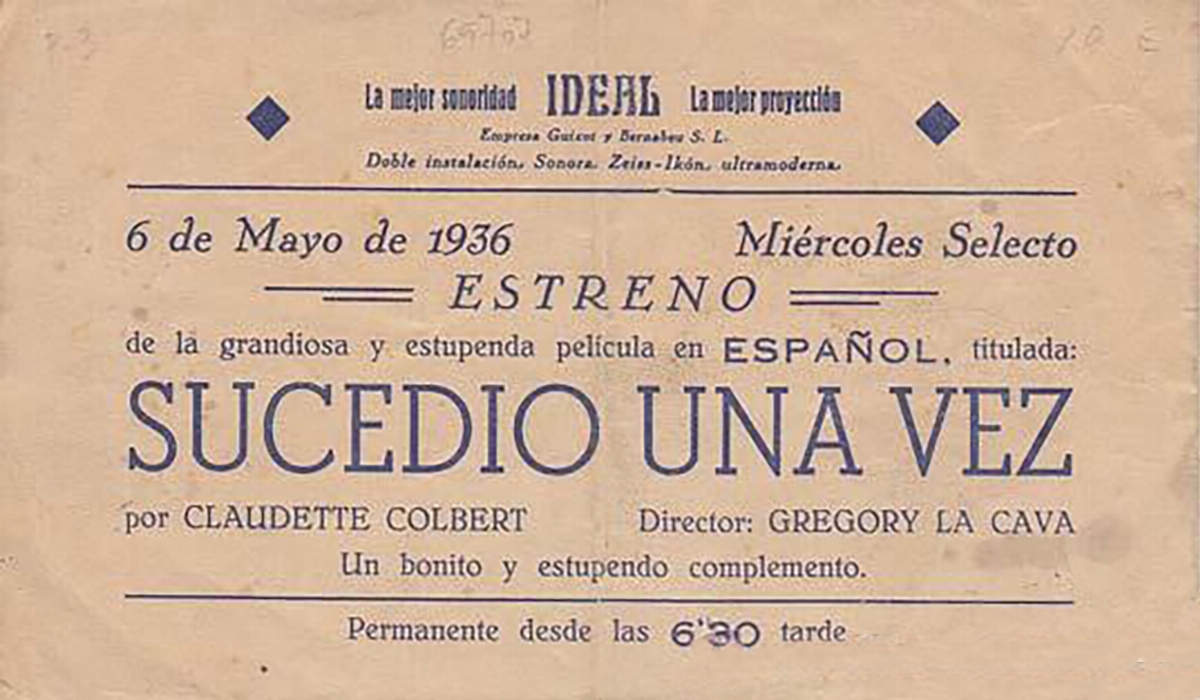 La mejor sonoridad IDEAL La mejor proyección
Empresa Guixot y Bernabeu S. L.
Doble instalación, Sonora, Zeiss-Ikón, ultramoderna.
6 de Mayo de 1936 Miércoles Selecto
ESTRENO
de la grandiosa y estupenda película en ESPAÑOL, titulada:
SUCEDIO UNA VEZ
por CLAUDETTE COLBERT Director: GREGORY LA CAVA
Un bonito y estupendo complemento.
Permanente desde las 6'30 tarde